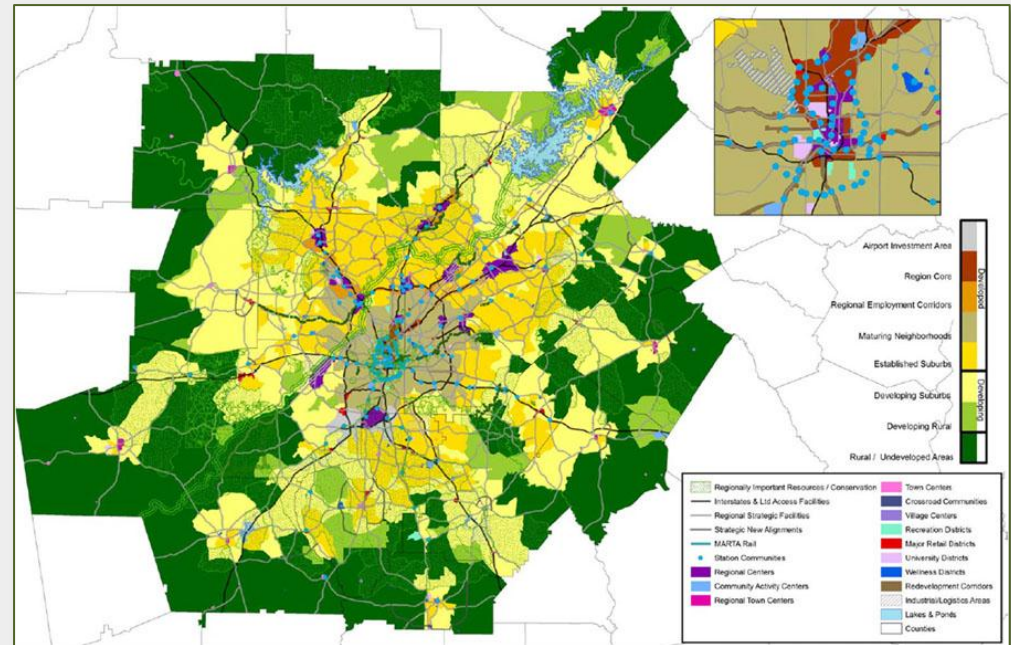 Airport Investment Area
Region Core
Regional Employment Corridors
Maturing Neighborhoods
Established Suburbs
Developing Suburbs
Developing Rural
Rural / Undeveloped Areas
Developed
Developing
Regionally Important Resources / Conservation
Interstates & Ltd Access Facilities
Regional Strategic Facilities
Strategic New Alignments
MARTA Rail
Station Communities
Regional Centers
Community Activity Centers
Regional Town Centers
Town Centers
Crossroad Communities
Village Centers
Recreation Districts
Major Retail Districts
University Districts
Wellness Districts
Redevelopment Corridors
Industrial/Logistics Areas
Lakes & Ponds
Counties